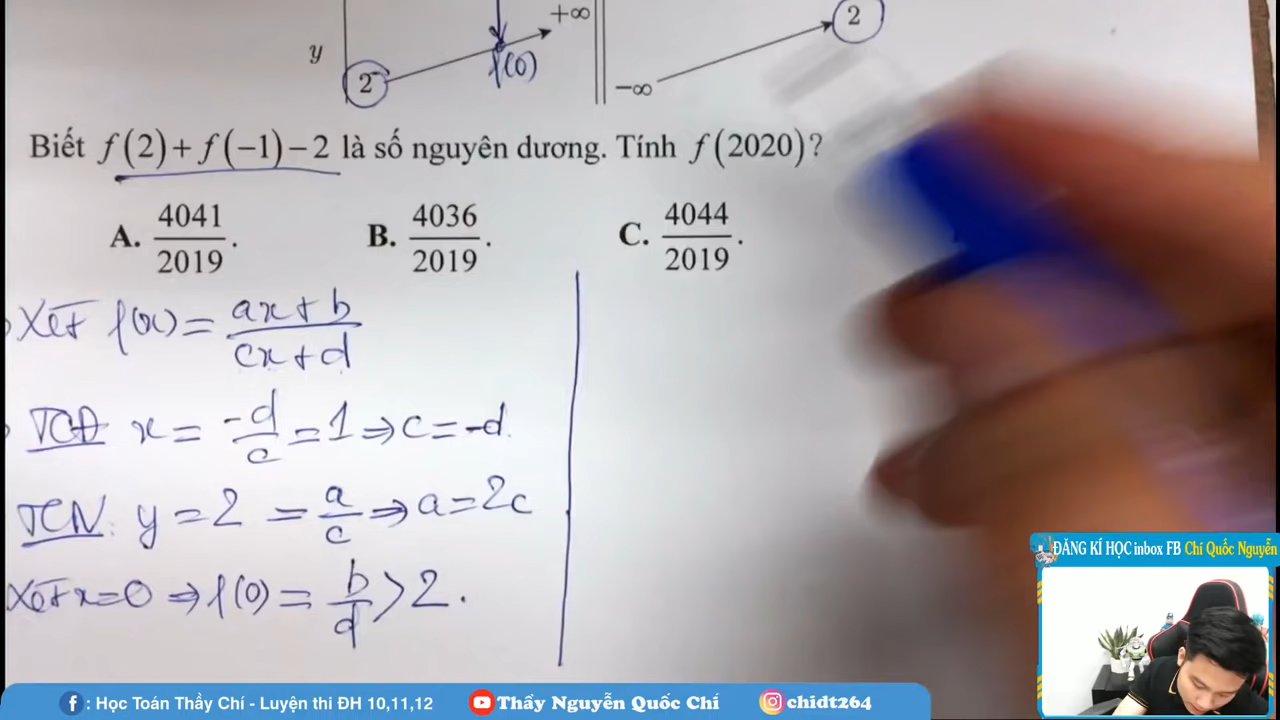 +∞
2
y
2
f(0)
-∞
Biết f(2)+f(-1)-2 là số nguyên dương. Tính f(2020)?
A. 4041/2019. B. 4036/2019. C. 4044/2019.
Xét f(x) = (ax + b)/(cx + d)
TCĐ x = -d/c = 1 ⇒ c = -d.
TCN: y = 2 = a/c ⇒ a = 2c
Xét x = 0 ⇒ f(0) = b/d > 2.
ĐĂNG KÍ HỌC inbox FB Chí Quốc Nguyễn
: Học Toán Thầy Chí - Luyện thi ĐH 10,11,12
Thầy Nguyễn Quốc Chí
chidt264